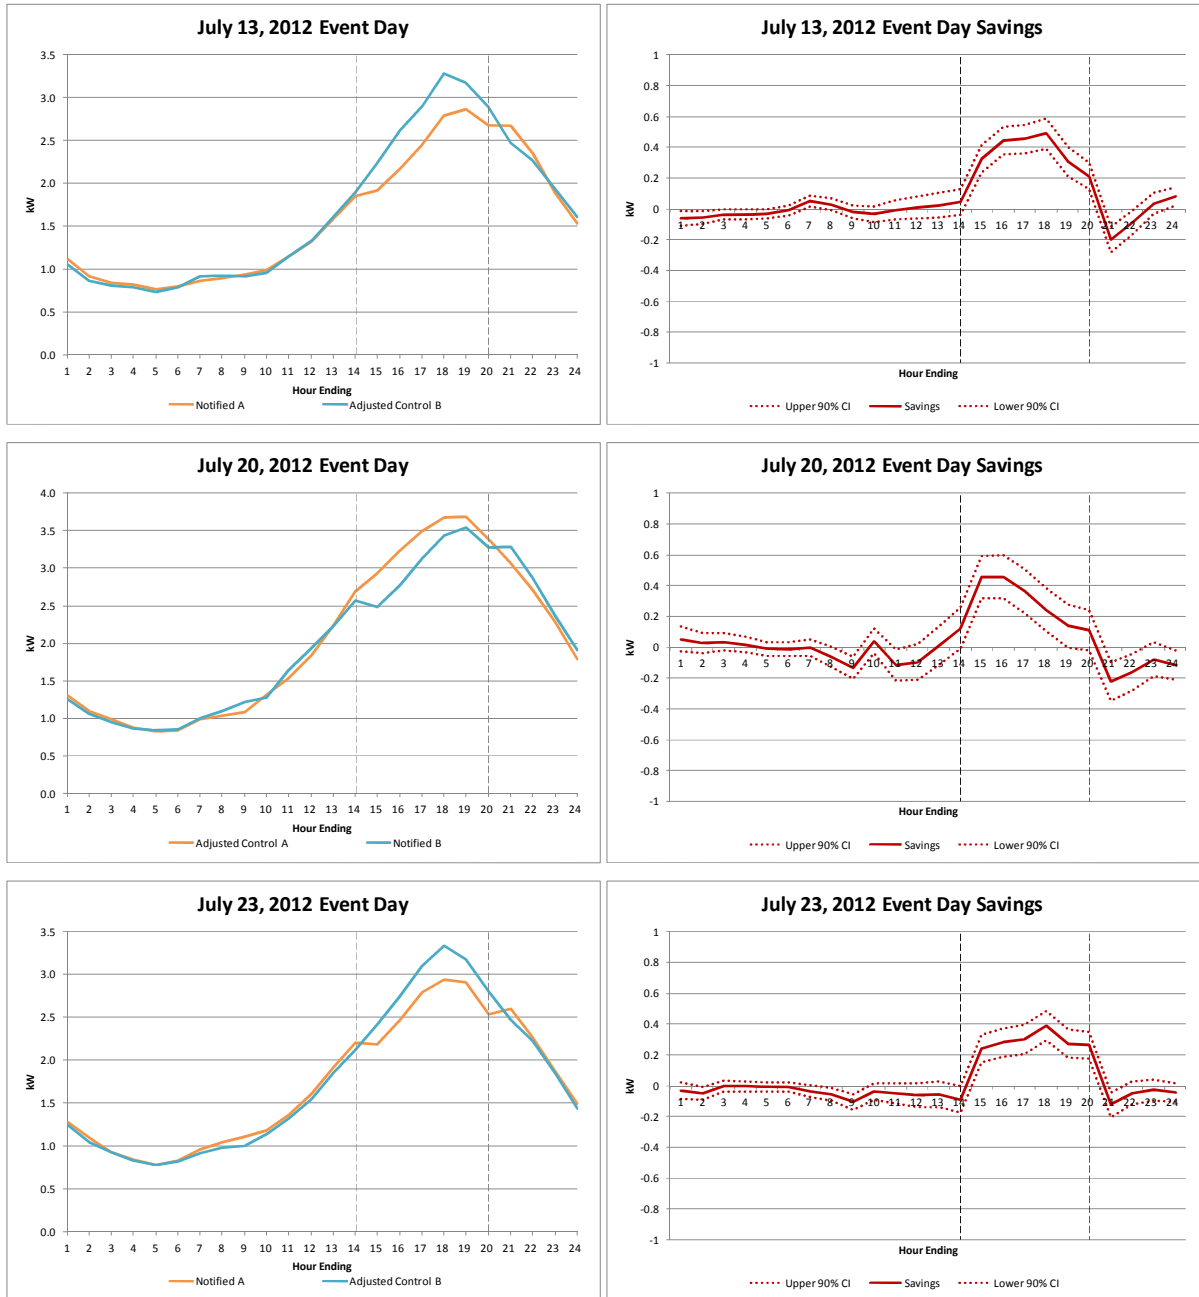 July 13, 2012 Event Day
3.5
3.0
2.5
2.0
1.5
1.0
0.5
0.0
kW
1 2 3 4 5 6 7 8 9 10 11 12 13 14 15 16 17 18 19 20 21 22 23 24
Hour Ending
Notified A Adjusted Control B
July 13, 2012 Event Day Savings
1
0.8
0.6
0.4
0.2
0
-0.2
-0.4
-0.6
-0.8
-1
kW
1 2 3 4 5 6 7 8 9 10 11 12 13 14 15 16 17 18 19 20 21 22 23 24
Hour Ending
Upper 90% CI Savings Lower 90% CI
July 20, 2012 Event Day
4.0
3.5
3.0
2.5
2.0
1.5
1.0
0.5
0.0
kW
1 2 3 4 5 6 7 8 9 10 11 12 13 14 15 16 17 18 19 20 21 22 23 24
Hour Ending
Adjusted Control A Notified B
July 20, 2012 Event Day Savings
1
0.8
0.6
0.4
0.2
0
-0.2
-0.4
-0.6
-0.8
-1
kW
1 2 3 4 5 6 7 8 9 10 11 12 13 14 15 16 17 18 19 20 21 22 23 24
Hour Ending
Upper 90% CI Savings Lower 90% CI
July 23, 2012 Event Day
3.5
3.0
2.5
2.0
1.5
1.0
0.5
0.0
kW
1 2 3 4 5 6 7 8 9 10 11 12 13 14 15 16 17 18 19 20 21 22 23 24
Hour Ending
Notified A Adjusted Control B
July 23, 2012 Event Day Savings
1
0.8
0.6
0.4
0.2
0
-0.2
-0.4
-0.6
-0.8
-1
kW
1 2 3 4 5 6 7 8 9 10 11 12 13 14 15 16 17 18 19 20 21 22 23 24
Hour Ending
Upper 90% CI Savings Lower 90% CI